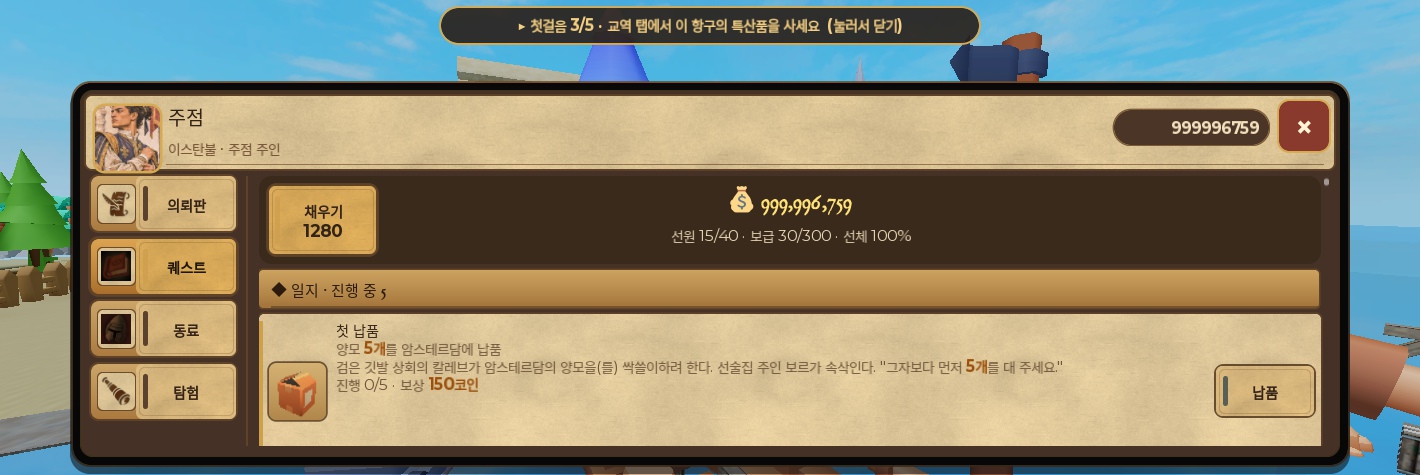 ▸ 첫걸음 3/5 · 교역 탭에서 이 항구의 특산품을 사세요 (눌러서 닫기)
주점
이스탄불 · 주점 주인
999996759
×
의뢰판
퀘스트
동료
탐험
채우기
1280
999,996,759
선원 15/40 · 보급 30/300 · 선체 100%
◆ 일지 · 진행 중 5
첫 납품
양모 5개를 암스테르담에 납품
검은 깃발 상회의 칼레브가 암스테르담의 양모을(를) 싹쓸이하려 한다. 선술집 주인 보르가 속삭인다. "그자보다 먼저 5개를 대 주세요."
진행 0/5 · 보상 150코인
납품